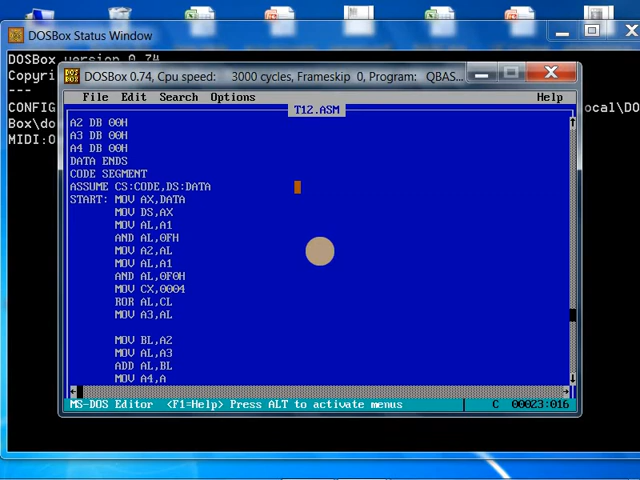 DOSBox Status Window
DOSBox version 0.74
Copyri
---
CONFIG
ocal\DO
Box\do
MIDI:O
DOSBox 0.74, Cpu speed: 3000 cycles, Frameskip 0, Program: QBAS...
File Edit Search Options Help
T12.ASM
A2 DB 00H
A3 DB 00H
A4 DB 00H
DATA ENDS
CODE SEGMENT
ASSUME CS:CODE,DS:DATA
START: MOV AX,DATA
MOV DS,AX
MOV AL,A1
AND AL,0FH
MOV A2,AL
MOV AL,A1
AND AL,0F0H
MOV CX,0004
ROR AL,CL
MOV A3,AL
MOV BL,A2
MOV AL,A3
ADD AL,BL
MOV A4,A
MS-DOS Editor <F1=Help> Press ALT to activate menus C 00023:016